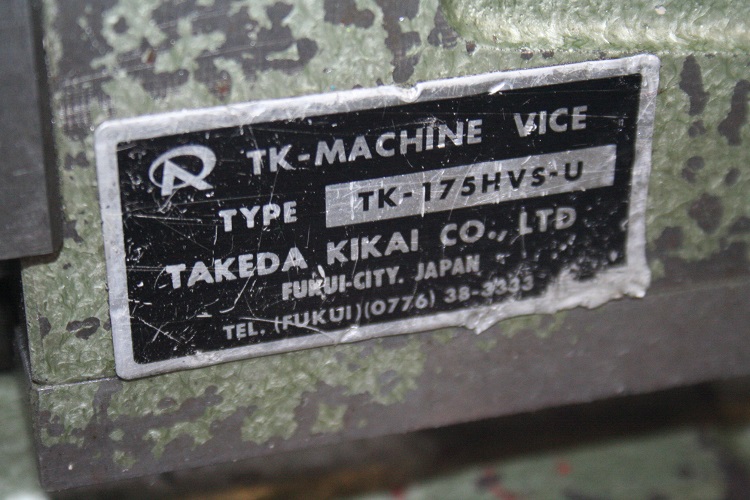 TK-MACHINE VICE
TYPE TK-175HVS-U
TAKEDA KIKAI CO., LTD
FUKUI-CITY. JAPAN
TEL. (FUKUI)(0776) 38-3333